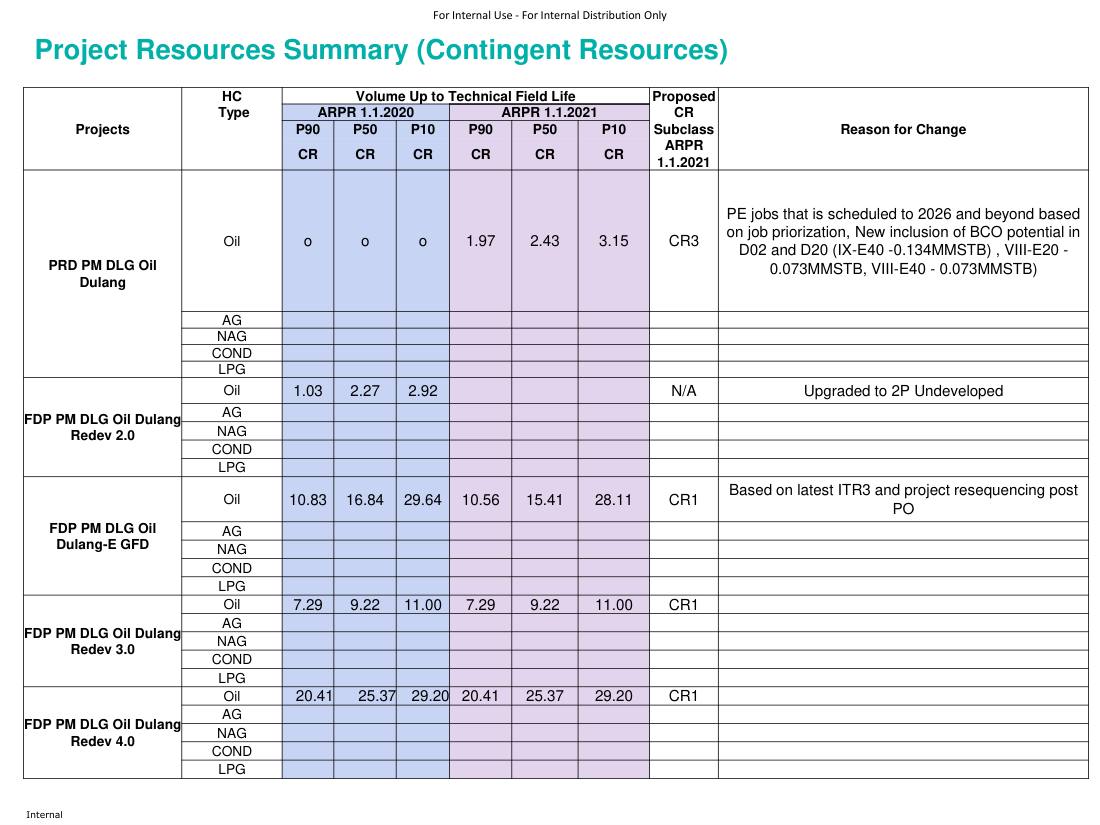 For Internal Use - For Internal Distribution Only
Project Resources Summary (Contingent Resources)
Projects
HC
Type
Volume Up to Technical Field Life
ARPR 1.1.2020
ARPR 1.1.2021
P90 P50 P10 P90 P50 P10
CR CR CR CR CR CR
Proposed
CR
Subclass
ARPR
1.1.2021
Reason for Change
PRD PM DLG Oil
Dulang
Oil o o o 1.97 2.43 3.15 CR3
PE jobs that is scheduled to 2026 and beyond based
on job priorization, New inclusion of BCO potential in
D02 and D20 (IX-E40 -0.134MMSTB) , VIII-E20 -
0.073MMSTB, VIII-E40 - 0.073MMSTB)
AG
NAG
COND
LPG
FDP PM DLG Oil Dulang
Redev 2.0
Oil 1.03 2.27 2.92 N/A Upgraded to 2P Undeveloped
AG
NAG
COND
LPG
FDP PM DLG Oil
Dulang-E GFD
Oil 10.83 16.84 29.64 10.56 15.41 28.11 CR1
Based on latest ITR3 and project resequencing post
PO
AG
NAG
COND
LPG
FDP PM DLG Oil Dulang
Redev 3.0
Oil 7.29 9.22 11.00 7.29 9.22 11.00 CR1
AG
NAG
COND
LPG
FDP PM DLG Oil Dulang
Redev 4.0
Oil 20.41 25.37 29.20 20.41 25.37 29.20 CR1
AG
NAG
COND
LPG
Internal